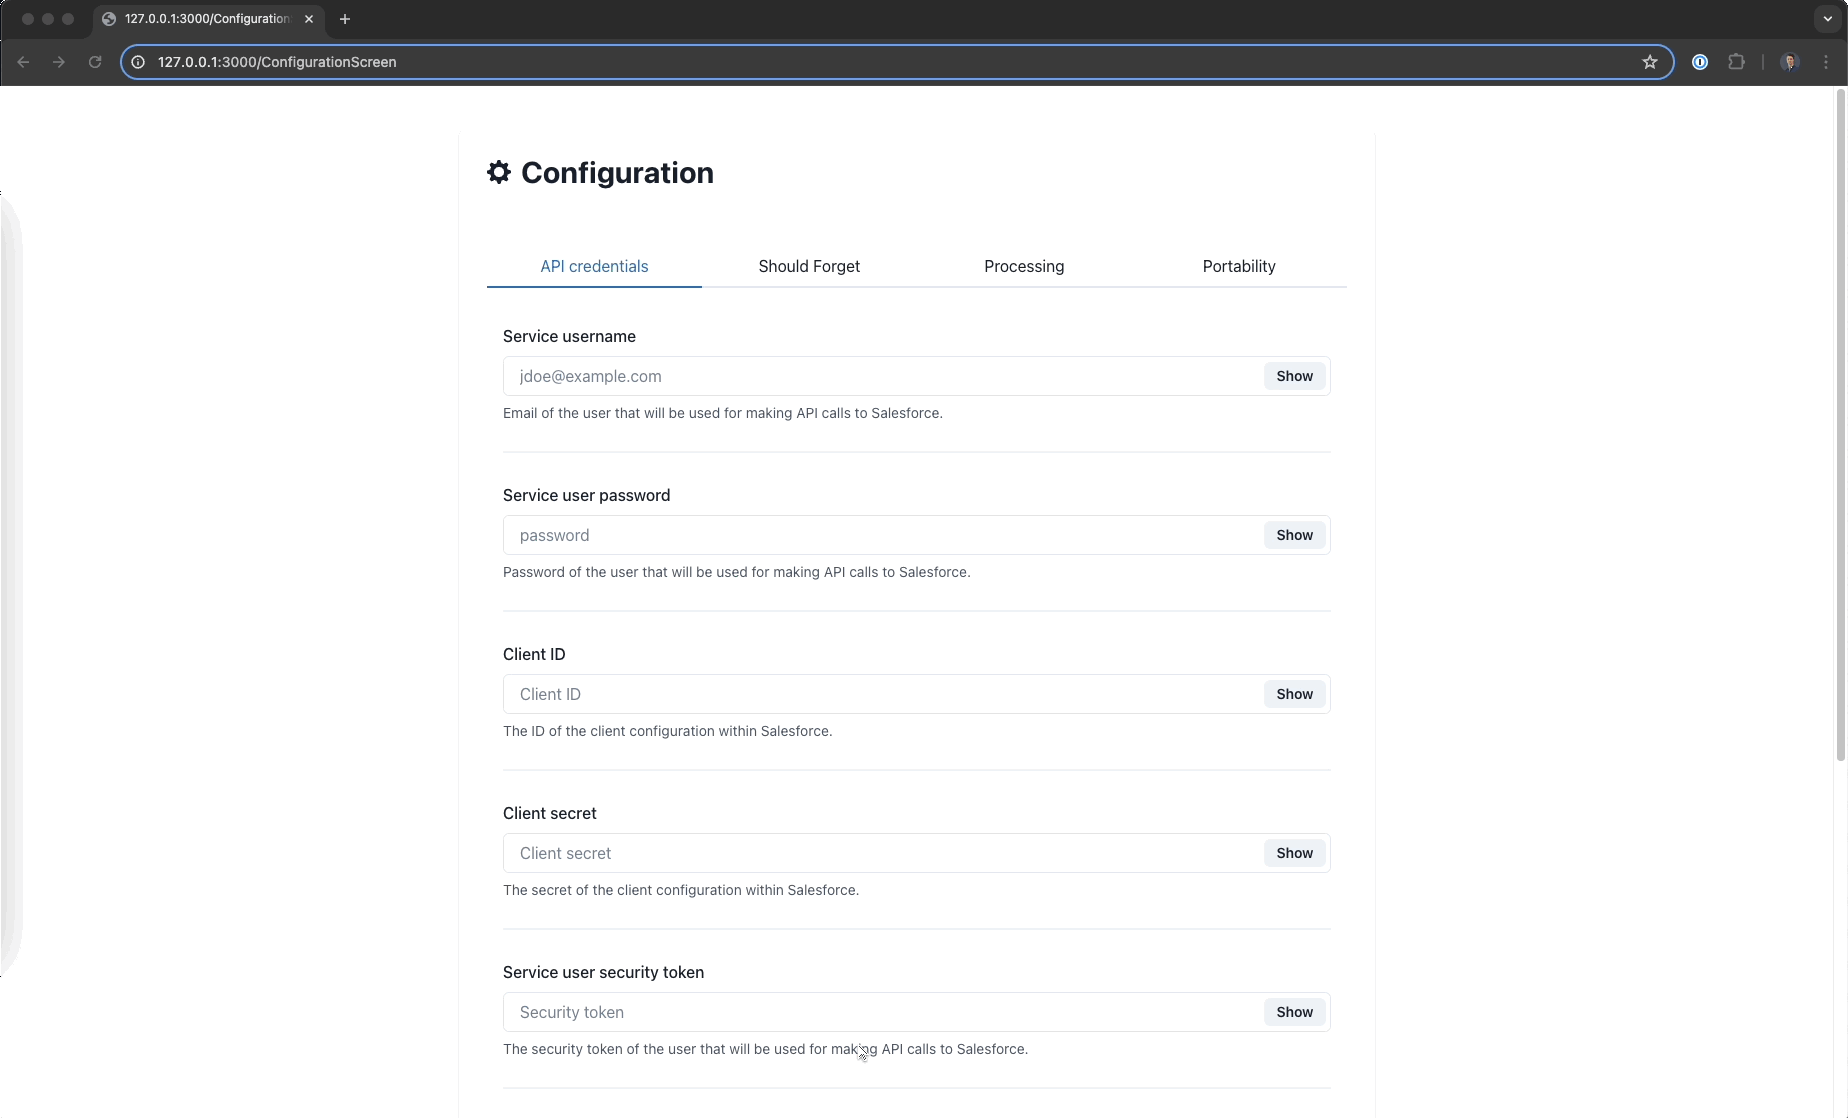 127.0.0.1:3000/Configuration
127.0.0.1:3000/ConfigurationScreen
Configuration
API credentials
Should Forget
Processing
Portability
Service username
jdoe@example.com
Show
Email of the user that will be used for making API calls to Salesforce.
Service user password
password
Show
Password of the user that will be used for making API calls to Salesforce.
Client ID
Client ID
Show
The ID of the client configuration within Salesforce.
Client secret
Client secret
Show
The secret of the client configuration within Salesforce.
Service user security token
Security token
Show
The security token of the user that will be used for making API calls to Salesforce.